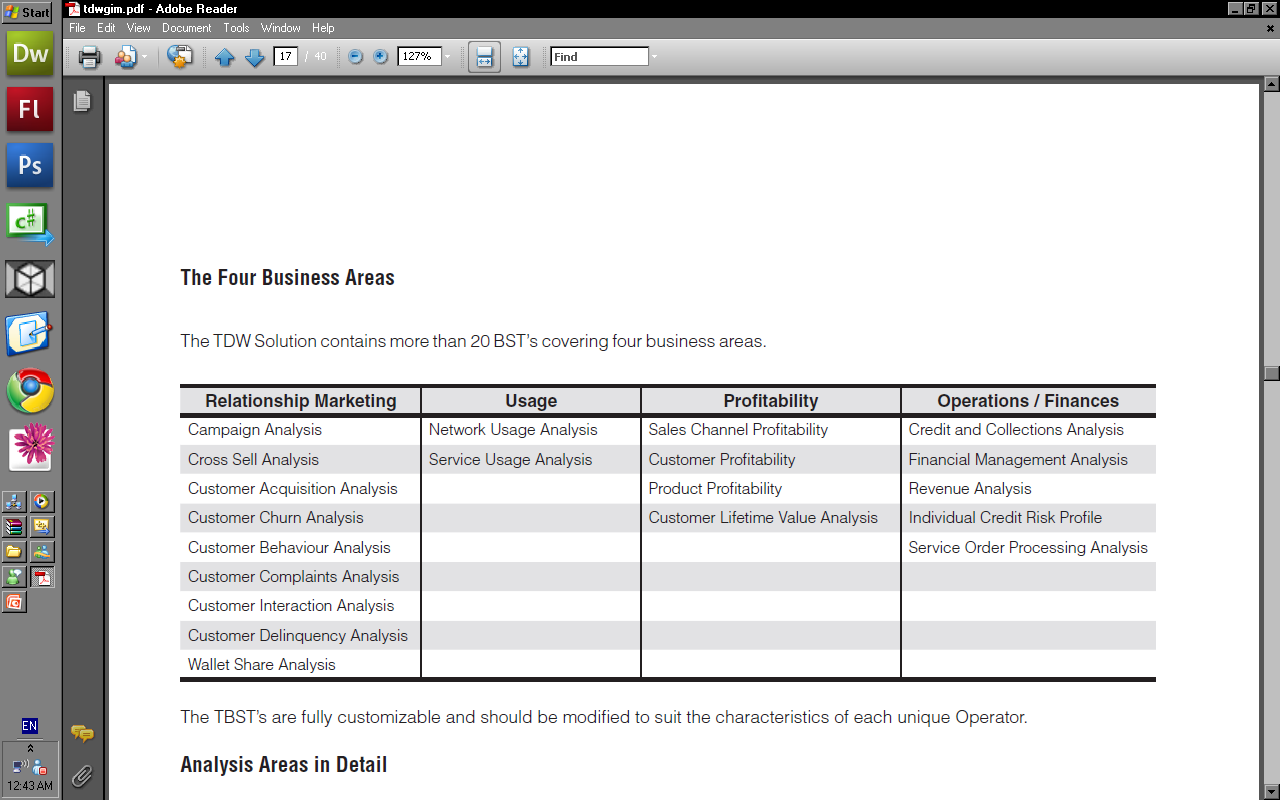 Start
tdwgim.pdf - Adobe Reader
File Edit View Document Tools Window Help
17 / 40 127% Find
Dw
Fl
Ps
c#
The Four Business Areas
The TDW Solution contains more than 20 BST's covering four business areas.
Relationship Marketing Usage Profitability Operations / Finances
Campaign Analysis Network Usage Analysis Sales Channel Profitability Credit and Collections Analysis
Cross Sell Analysis Service Usage Analysis Customer Profitability Financial Management Analysis
Customer Acquisition Analysis Product Profitability Revenue Analysis
Customer Churn Analysis Customer Lifetime Value Analysis Individual Credit Risk Profile
Customer Behaviour Analysis Service Order Processing Analysis
Customer Complaints Analysis
Customer Interaction Analysis
Customer Delinquency Analysis
Wallet Share Analysis
The TBST's are fully customizable and should be modified to suit the characteristics of each unique Operator.
Analysis Areas in Detail
EN
12:43 AM